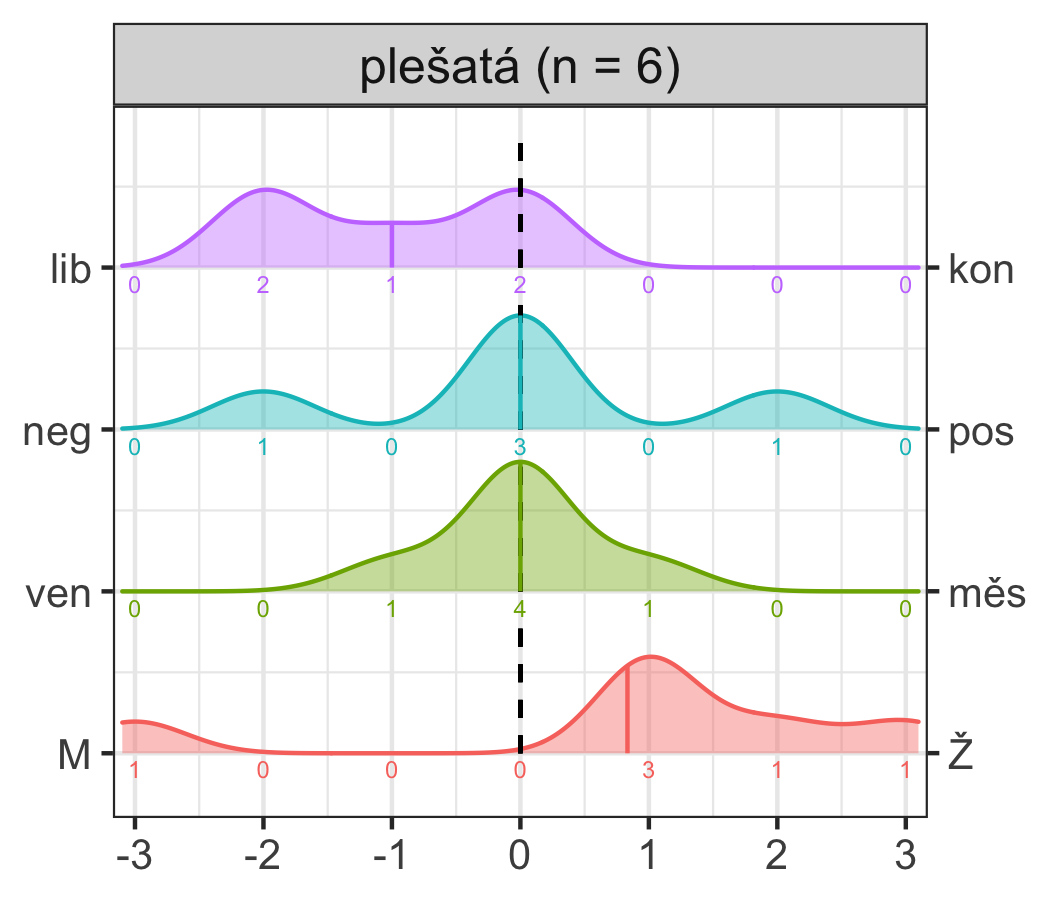 plešatá (n = 6)
lib kon
0 2 1 2 0 0 0
neg pos
0 1 0 3 0 1 0
ven měs
0 0 1 4 1 0 0
M Ž
1 0 0 0 3 1 1
-3 -2 -1 0 1 2 3